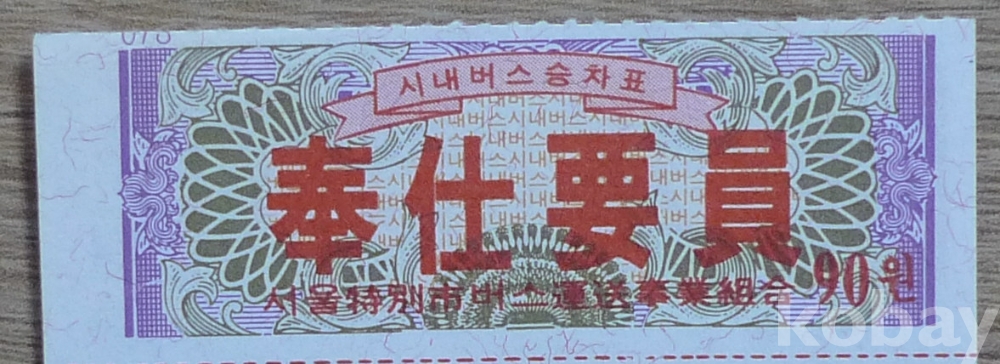 073
시내버스승차표
奉仕要員
서울特別市버스運送事業組合 90원
kobay